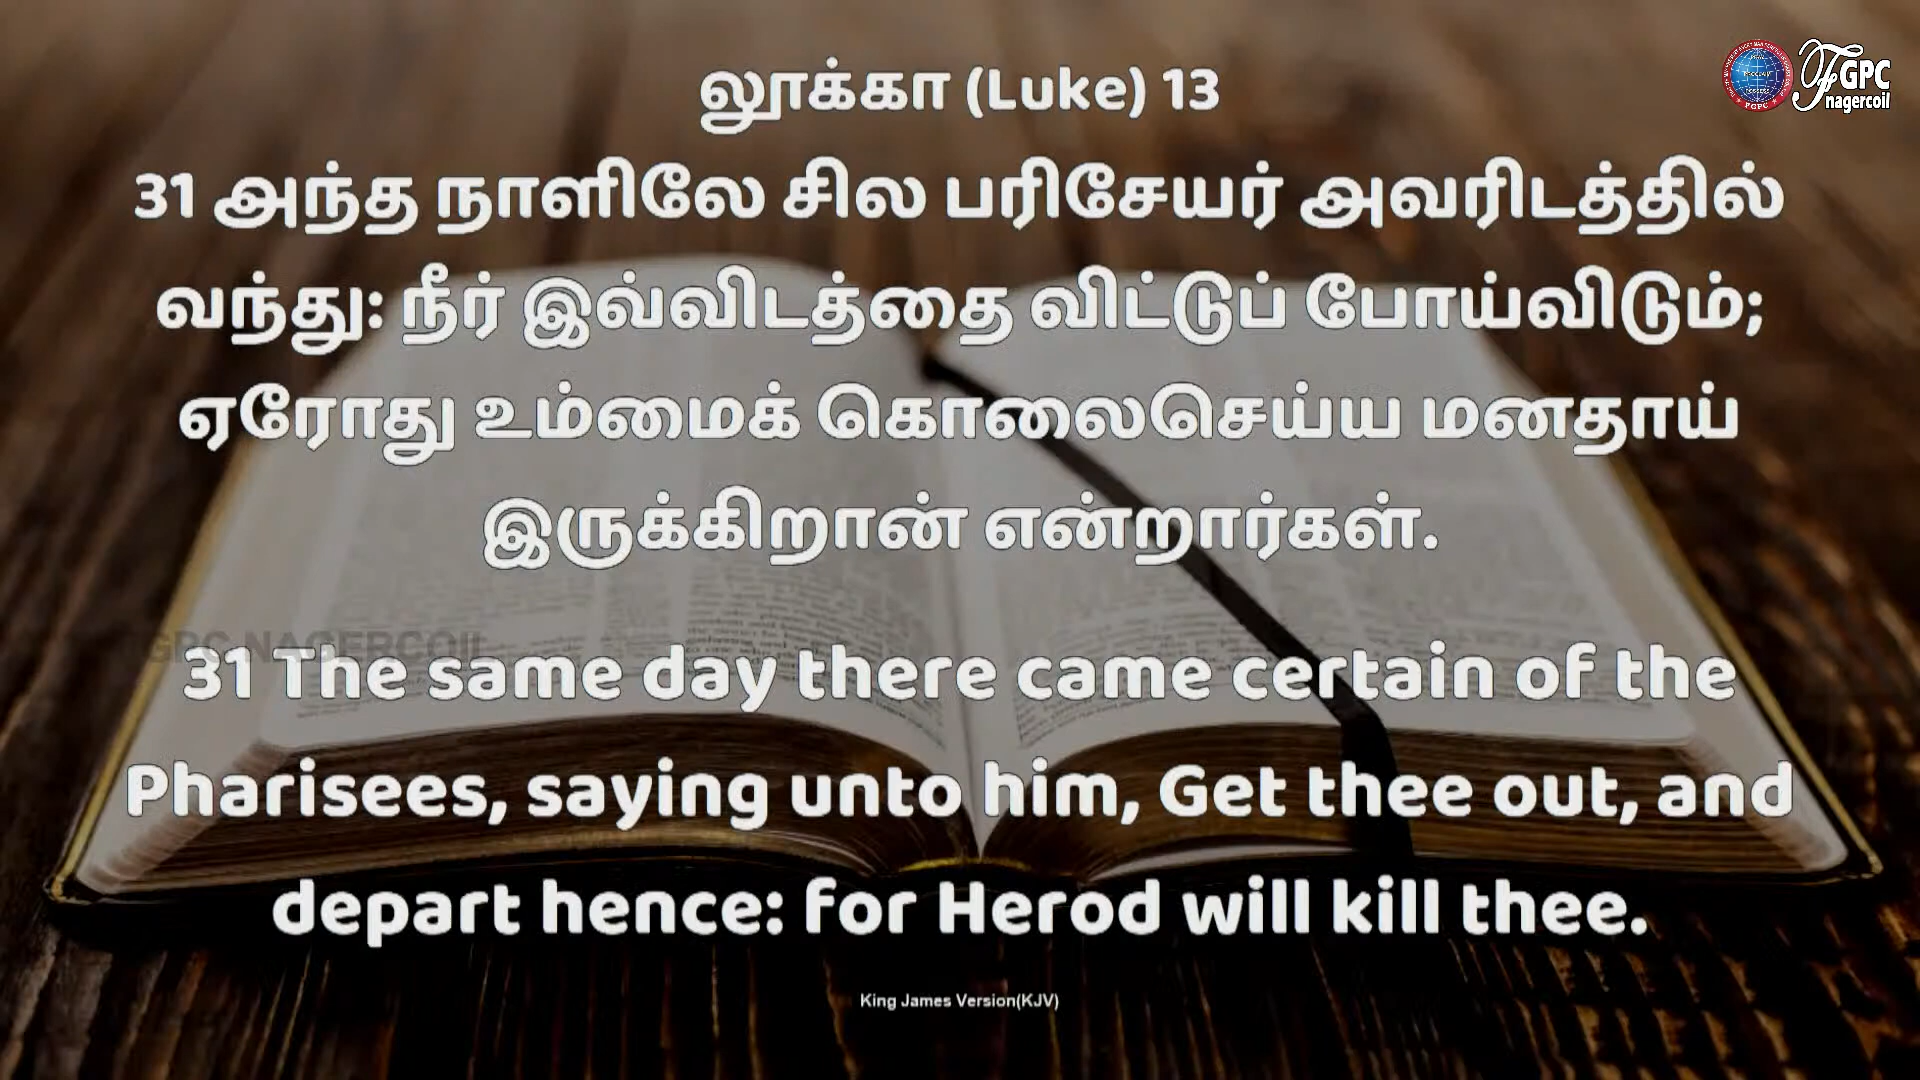 லூக்கா (Luke) 13
FGPC
nagercoil
31 அந்த நாளிலே சில பரிசேயர் அவரிடத்தில்
வந்து: நீர் இவ்விடத்தை விட்டுப் போய்விடும்;
ஏரோது உம்மைக் கொலைசெய்ய மனதாய்
இருக்கிறான் என்றார்கள்.
FGPC NAGERCOIL
31 The same day there came certain of the
Pharisees, saying unto him, Get thee out, and
depart hence: for Herod will kill thee.
King James Version(KJV)